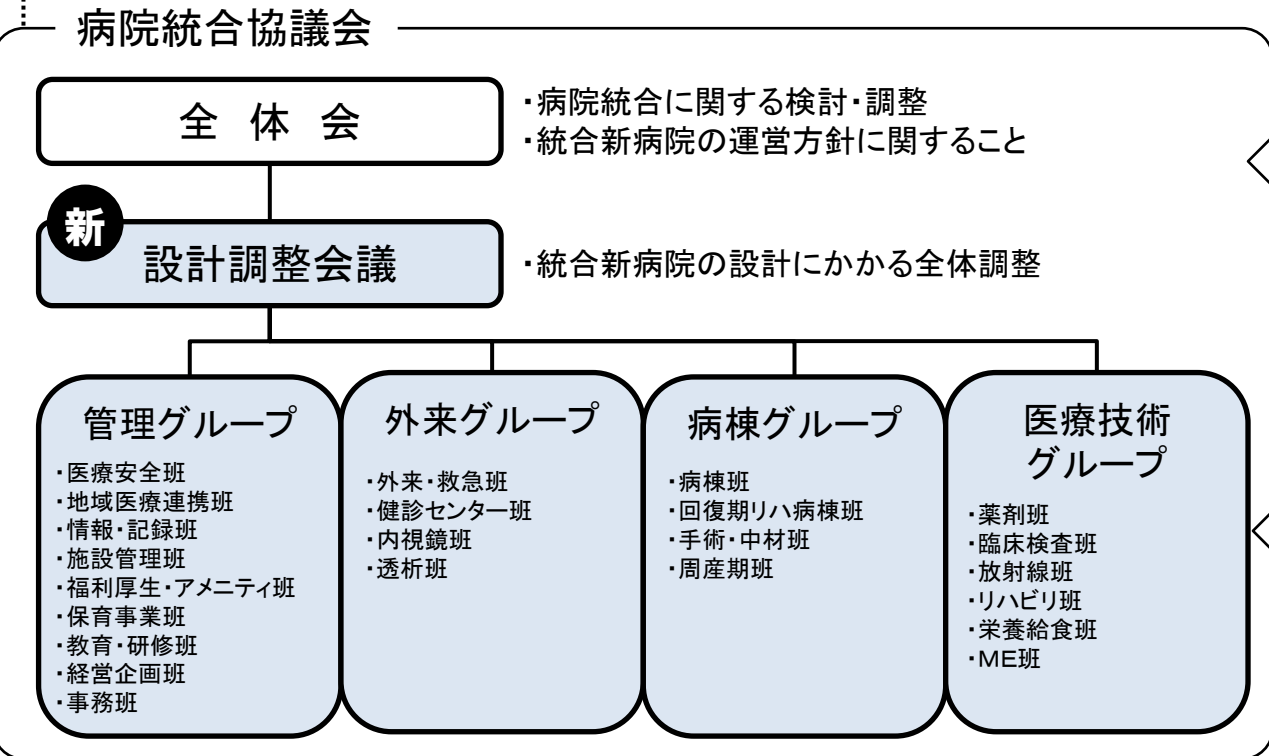 病院統合協議会
全 体 会
・病院統合に関する検討・調整
・統合新病院の運営方針に関すること
新
設計調整会議
・統合新病院の設計にかかる全体調整
管理グループ
・医療安全班
・地域医療連携班
・情報・記録班
・施設管理班
・福利厚生・アメニティ班
・保育事業班
・教育・研修班
・経営企画班
・事務班
外来グループ
・外来・救急班
・健診センター班
・内視鏡班
・透析班
病棟グループ
・病棟班
・回復期リハ病棟班
・手術・中材班
・周産期班
医療技術
グループ
・薬剤班
・臨床検査班
・放射線班
・リハビリ班
・栄養給食班
・ME班